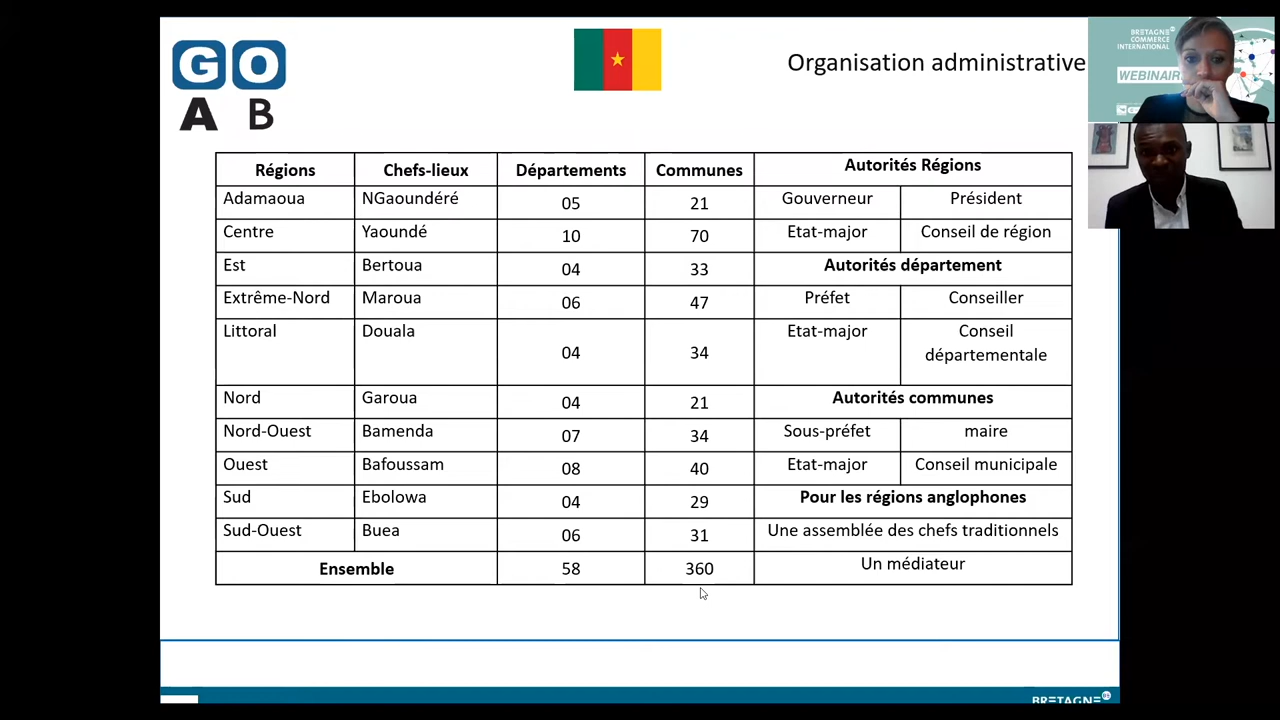 GO
A B
Organisation administrative
BRETAGNE
COMMERCE
INTERNATIONAL
WEBINAIR
Régions Chefs-lieux Départements Communes Autorités Régions
Adamaoua NGaoundéré 05 21 Gouverneur Président
Centre Yaoundé 10 70 Etat-major Conseil de région
Est Bertoua 04 33 Autorités département
Extrême-Nord Maroua 06 47 Préfet Conseiller
Littoral Douala 04 34 Etat-major Conseil
départementale
Nord Garoua 04 21 Autorités communes
Nord-Ouest Bamenda 07 34 Sous-préfet maire
Ouest Bafoussam 08 40 Etat-major Conseil municipale
Sud Ebolowa 04 29 Pour les régions anglophones
Sud-Ouest Buea 06 31 Une assemblée des chefs traditionnels
Ensemble 58 360 Un médiateur
BRETAGNE